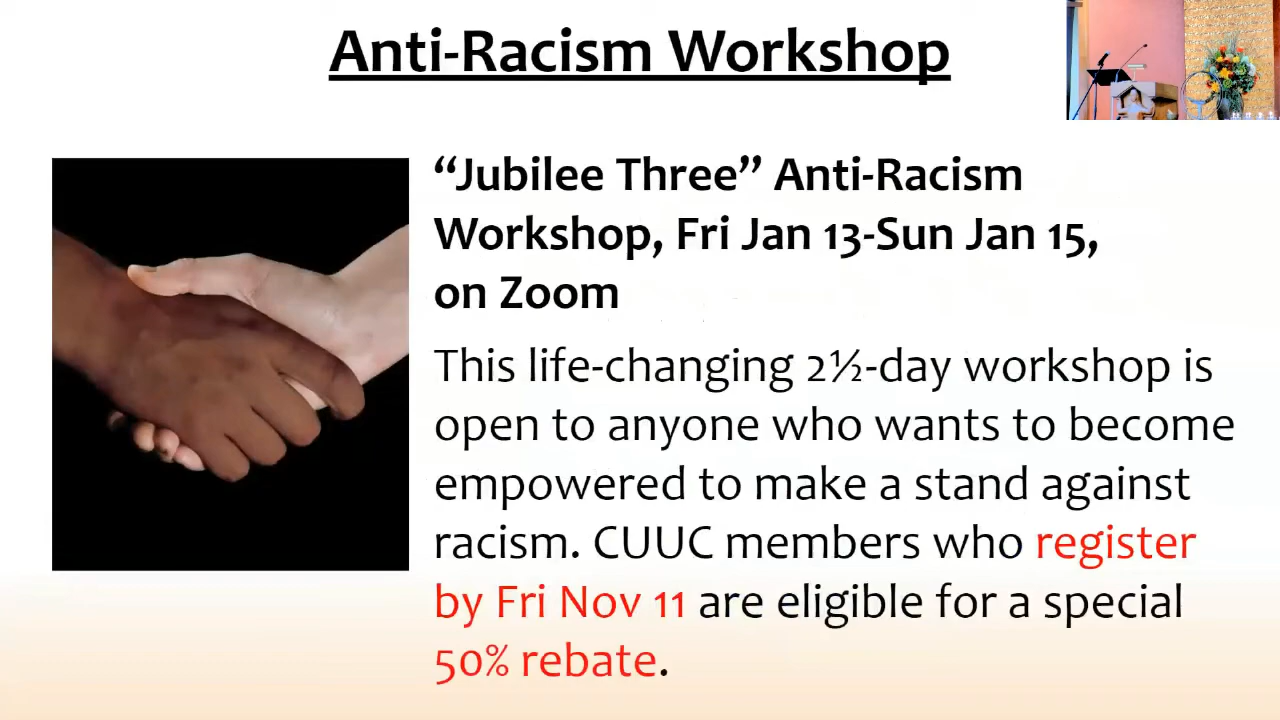 Anti-Racism Workshop
“Jubilee Three” Anti-Racism
Workshop, Fri Jan 13-Sun Jan 15,
on Zoom
This life-changing 2½-day workshop is
open to anyone who wants to become
empowered to make a stand against
racism. CUUC members who register
by Fri Nov 11 are eligible for a special
50% rebate.